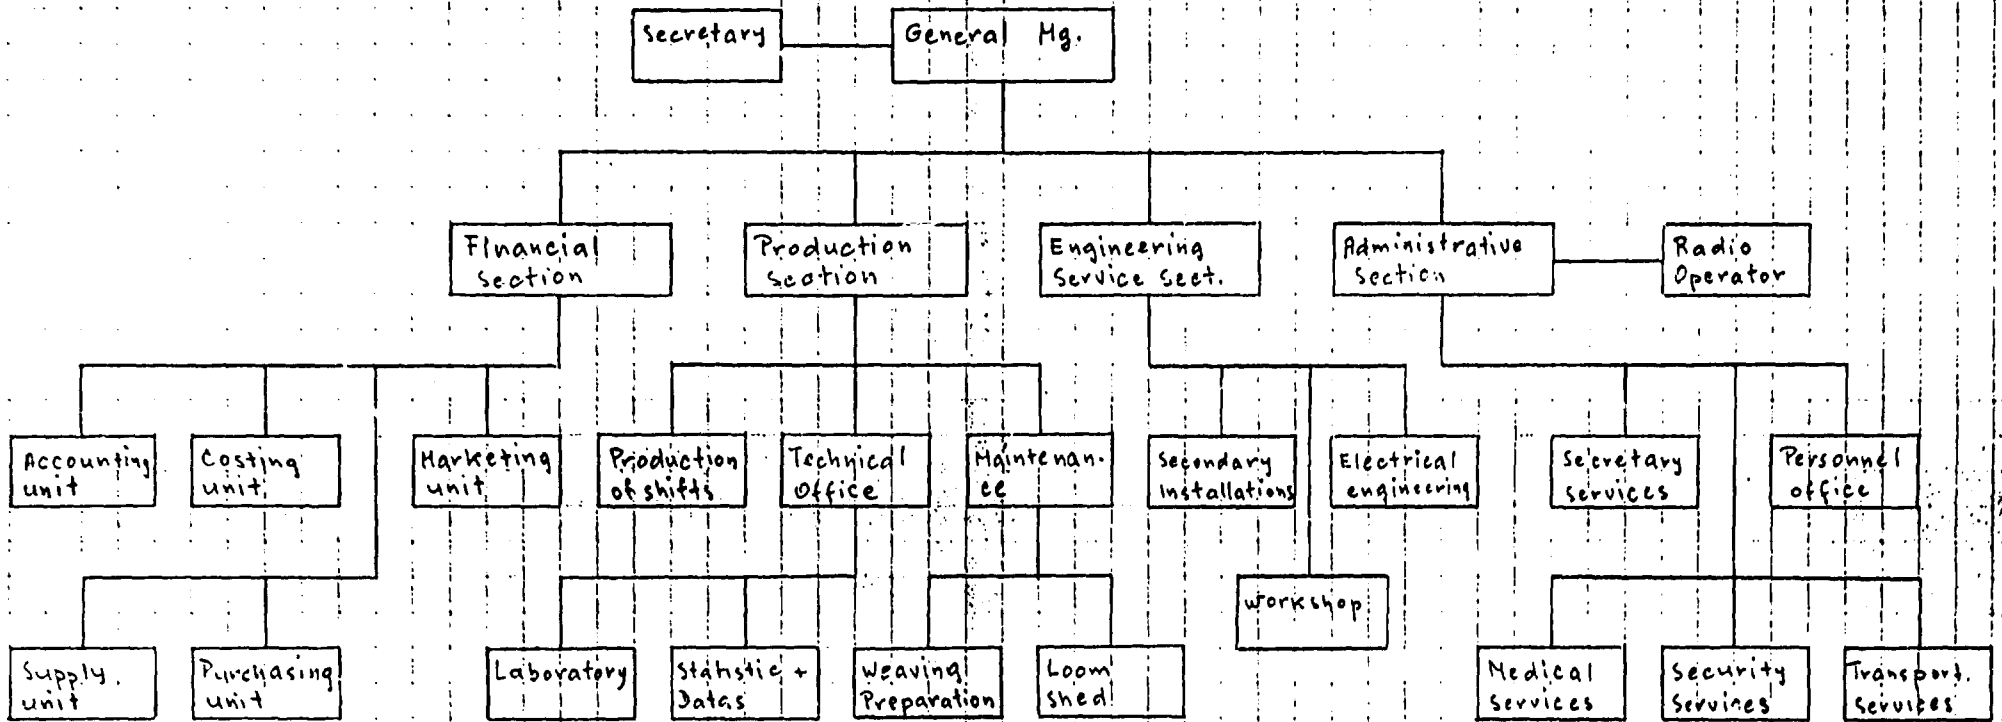 Secretary
General Mg.
Financial
Section
Production
Section
Engineering
Service Sect.
Administrative
Section
Radio
Operator
Accounting
unit
Costing
unit
Marketing
unit
Production
of shifts
Technical
Office
Maintenan-
ce
Secondary
installations
Electrical
engineering
Secretary
services
Personnel
office
Workshop
Supply.
unit
Purchasing
unit
Laboratory
Statistic +
Datas
Weaving
Preparation
Loom
shed
Medical
services
Security
Services
Transport.
services